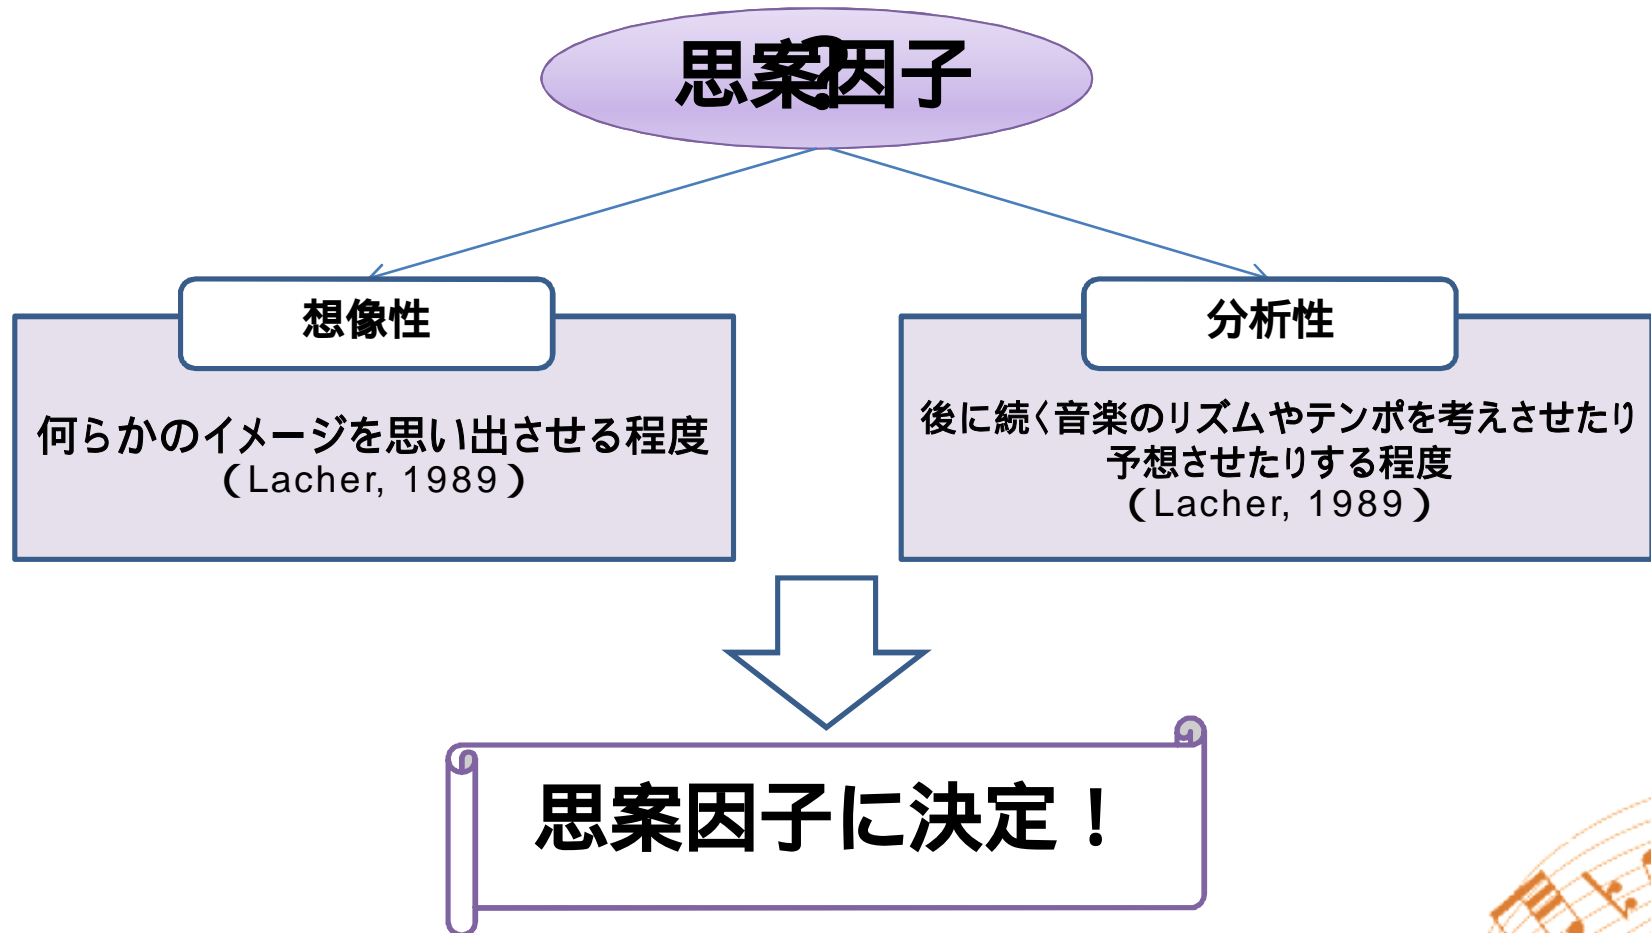 思案因子
?
想像性
何らかのイメージを思い出させる程度
(Lacher, 1989)
分析性
後に続く音楽のリズムやテンポを考えさせたり
予想させたりする程度
(Lacher, 1989)
思案因子に決定!